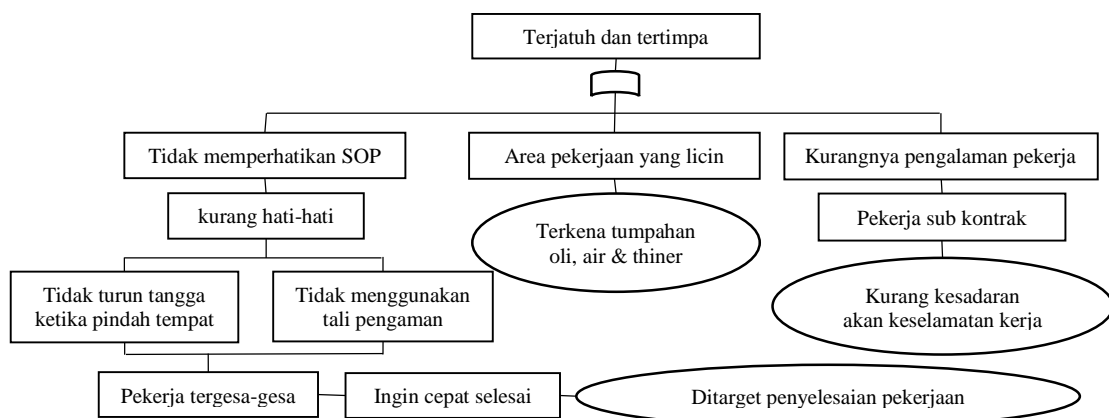 Terjatuh dan tertimpa
Tidak memperhatikan SOP
Area pekerjaan yang licin
Kurangnya pengalaman pekerja
kurang hati-hati
Terkena tumpahan
oli, air & thiner
Pekerja sub kontrak
Tidak turun tangga
ketika pindah tempat
Tidak menggunakan
tali pengaman
Kurang kesadaran
akan keselamatan kerja
Pekerja tergesa-gesa
Ingin cepat selesai
Ditarget penyelesaian pekerjaan